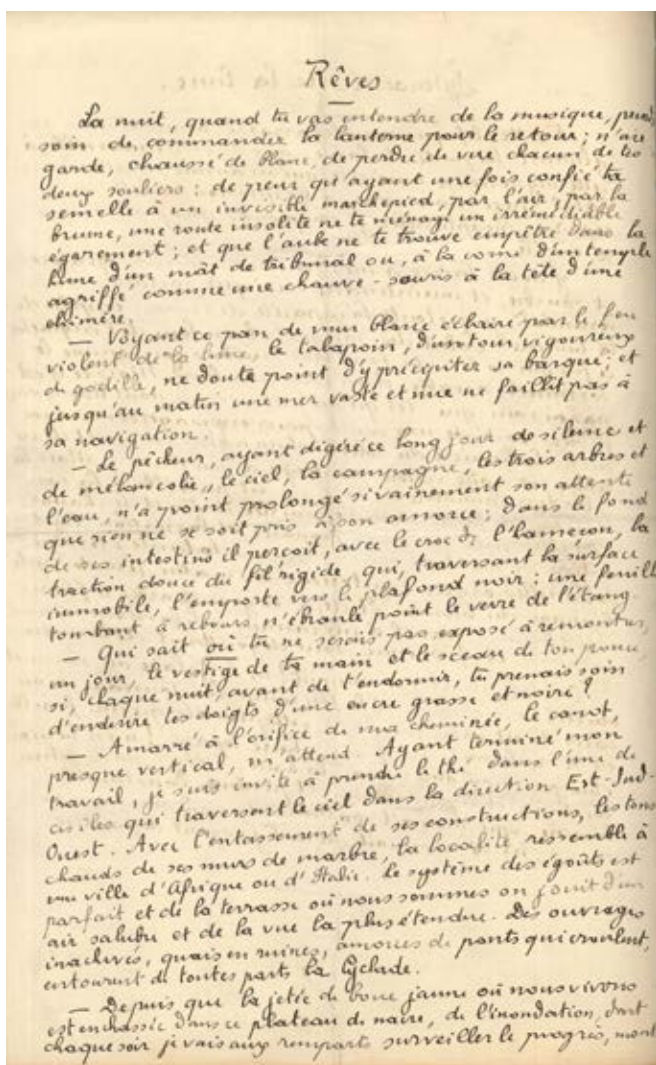 Rêves
La nuit, quand tu vas entendre de la musique, prends
soin de commander la lanterne pour le retour ; n'aie
garde, chaussé de blanc, de perdre de vue chacun de tes
deux souliers : de peur qu'ayant une fois confié ta
semelle à un invisible marchepied, par l'air, par la
brume, une route insolite ne te ménage un irrémédiable
égarement ; et que l'aube ne te trouve empêtré dans la
hune d'un mât de tribunal ou, à la corne d'un temple
agriffé comme une chauve-souris à la tête d'une
chimère.
— Voyant ce pan de mur blanc éclairé par le feu
violent de la lune, le talapoin, d'un tour vigoureux
de godille, ne doute point d'y précipiter sa barque ; et
jusqu'au matin une mer vaste et nue ne faillit pas à
sa navigation.
— Le pêcheur, ayant digéré ce long jour de silence et
de mélancolie, le ciel, la campagne, les trois arbres et
l'eau, n'a point prolongé si vainement son attente
que rien ne se soit pris à son amorce ; dans le fond
de ses intestins il perçoit, avec le croc de l'hameçon, la
traction douce du fil rigide qui, traversant la surface
immobile, l'emporte vers le plafond noir : une feuille
tombant à rebours n'ébranle point le verre de l'étang.
— Qui sait où tu ne serais pas exposé à remonter,
un jour, le vestige de ta main et le sceau de ton pouce,
si, chaque nuit, avant de t'endormir, tu prenais soin
d'enduire tes doigts d'une encre grasse et noire ?
— Amarré à l'orifice de ma cheminée, le canot,
presque vertical, m'attend. Ayant terminé mon
travail, je suis invité à prendre le thé dans l'une de
ces îles qui traversent le ciel dans la direction Est-Sud-
Ouest. Avec l'entassement de ses constructions, les tons
chauds de ses murs de marbre, la localité ressemble à
une ville d'Afrique ou d'Italie. Le système des égoûts est
parfait et de la terrasse où nous sommes on jouit d'un
air salubre et de la vue la plus étendue. Des ouvrages
inachevés, quais en ruines, amorces de ponts qui croulent,
entourent de toutes parts la Cyclade.
— Depuis que la jetée de boue jaune où nous vivons
est enchâssée dans ce plateau de nacre, de l'inondation, dont
chaque soir je vais aux remparts surveiller le progrès, mont